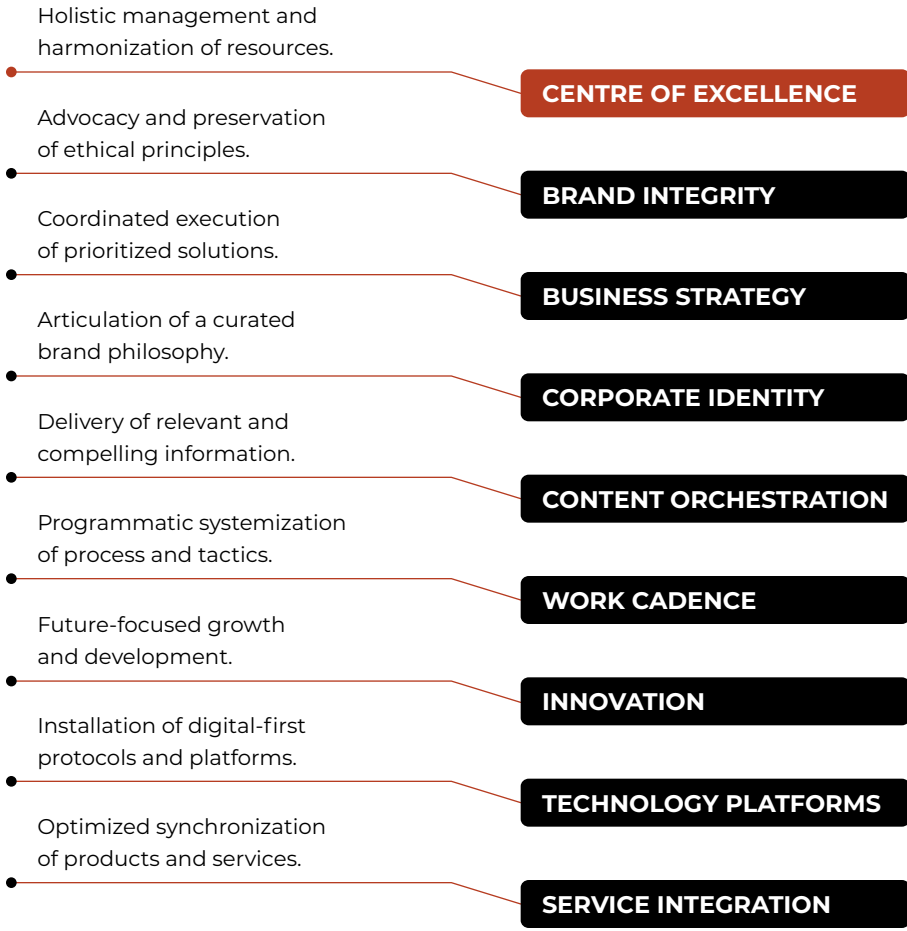 Holistic management and
harmonization of resources.
CENTRE OF EXCELLENCE
Advocacy and preservation
of ethical principles.
BRAND INTEGRITY
Coordinated execution
of prioritized solutions.
BUSINESS STRATEGY
Articulation of a curated
brand philosophy.
CORPORATE IDENTITY
Delivery of relevant and
compelling information.
CONTENT ORCHESTRATION
Programmatic systemization
of process and tactics.
WORK CADENCE
Future-focused growth
and development.
INNOVATION
Installation of digital-first
protocols and platforms.
TECHNOLOGY PLATFORMS
Optimized synchronization
of products and services.
SERVICE INTEGRATION